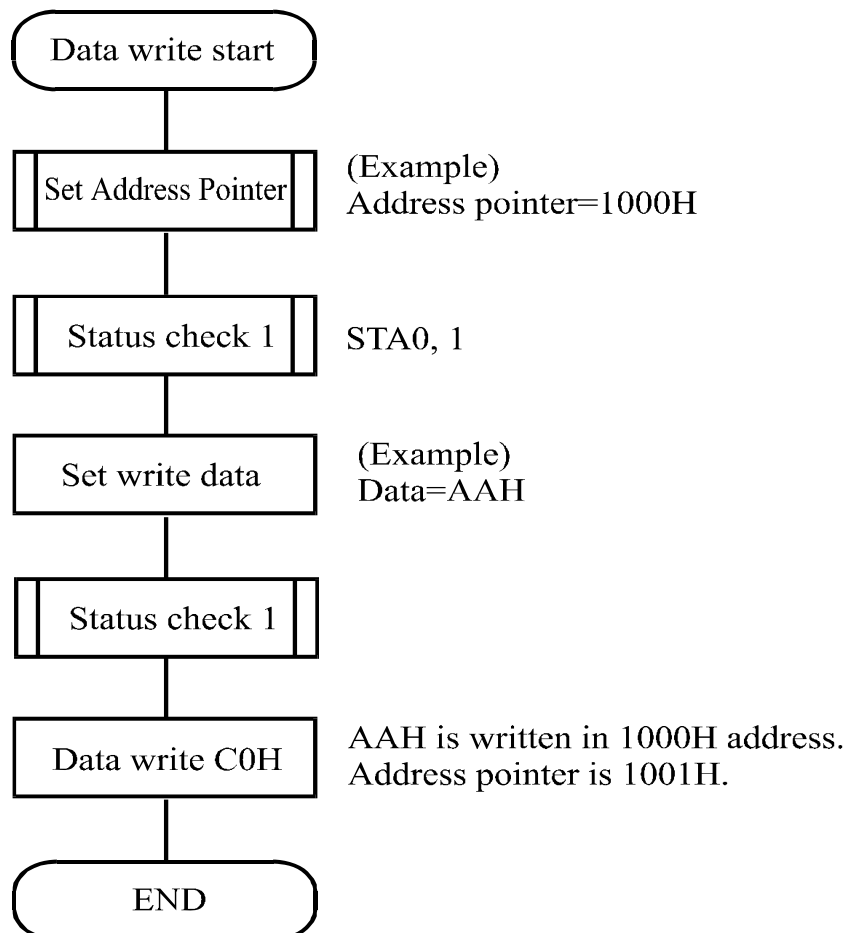 Data write start
Set Address Pointer
(Example)
Address pointer=1000H
Status check 1
STA0, 1
Set write data
(Example)
Data=AAH
Status check 1
Data write C0H
AAH is written in 1000H address.
Address pointer is 1001H.
END